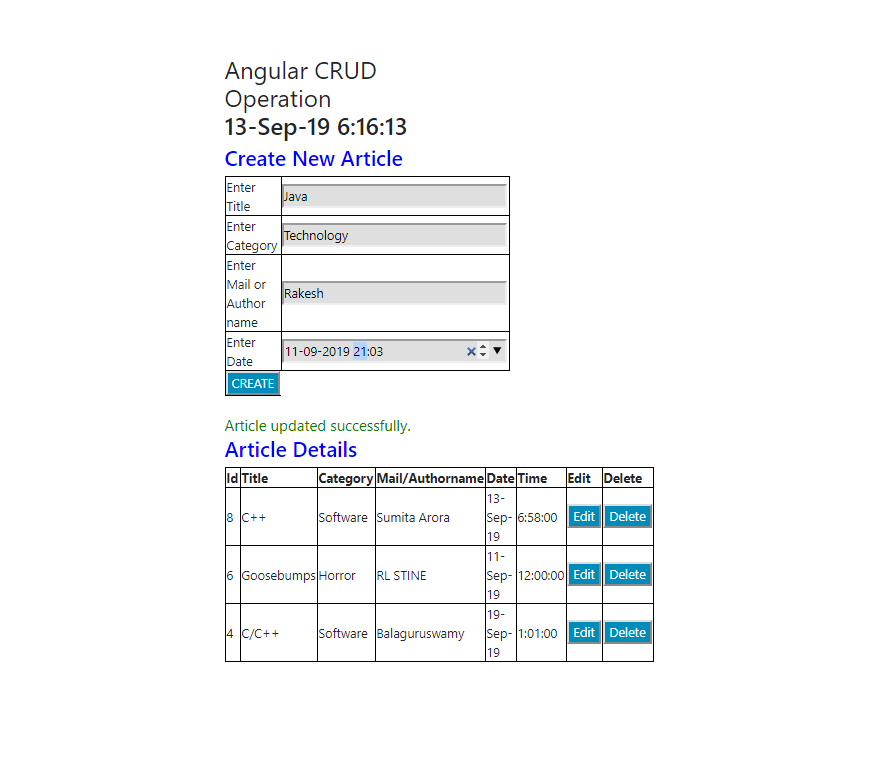 Angular CRUD
Operation
13-Sep-19 6:16:13
Create New Article
Enter
Title
Java
Enter
Category
Technology
Enter
Mail or
Author
name
Rakesh
Enter
Date
11-09-2019 21:03
CREATE
Article updated successfully.
Article Details
Id Title Category Mail/Authorname Date Time Edit Delete
8 C++ Software Sumita Arora 13-
Sep-
19 6:58:00 Edit Delete
6 Goosebumps Horror RL STINE 11-
Sep-
19 12:00:00 Edit Delete
4 C/C++ Software Balaguruswamy 19-
Sep-
19 1:01:00 Edit Delete